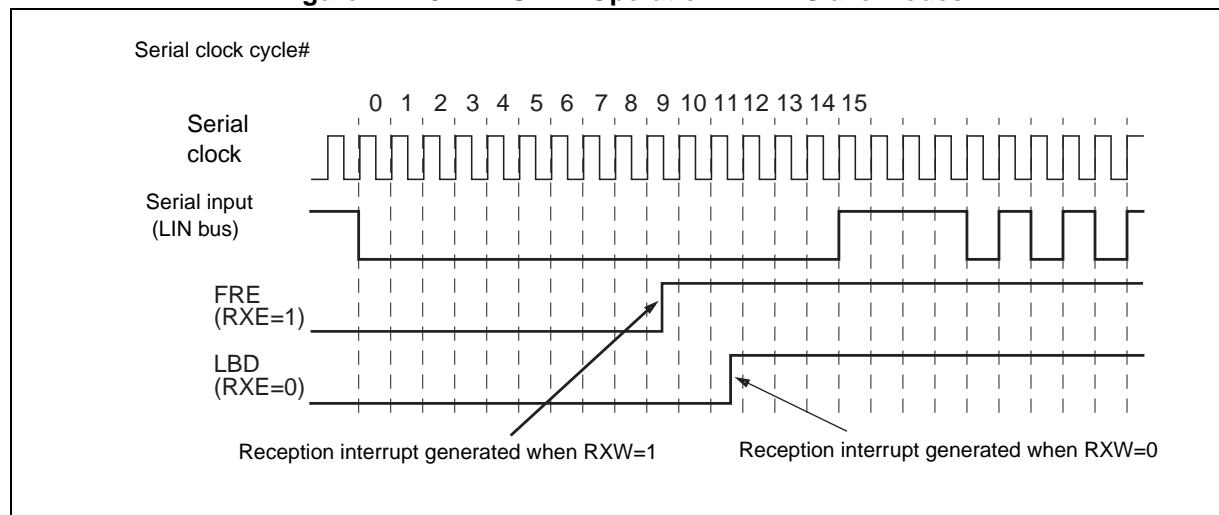 Serial clock cycle#
0 1 2 3 4 5 6 7 8 9 10 11 12 13 14 15
Serial
clock
Serial input
(LIN bus)
FRE
(RXE=1)
LBD
(RXE=0)
Reception interrupt generated when RXW=1
Reception interrupt generated when RXW=0